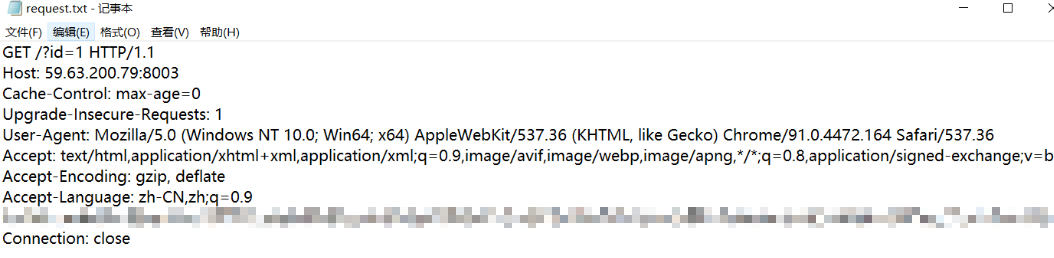 request.txt - 记事本
文件(F) 编辑(E) 格式(O) 查看(V) 帮助(H)
GET /?id=1 HTTP/1.1
Host: 59.63.200.79:8003
Cache-Control: max-age=0
Upgrade-Insecure-Requests: 1
User-Agent: Mozilla/5.0 (Windows NT 10.0; Win64; x64) AppleWebKit/537.36 (KHTML, like Gecko) Chrome/91.0.4472.164 Safari/537.36
Accept: text/html,application/xhtml+xml,application/xml;q=0.9,image/avif,image/webp,image/apng,*/*;q=0.8,application/signed-exchange;v=b
Accept-Encoding: gzip, deflate
Accept-Language: zh-CN,zh;q=0.9
Connection: close